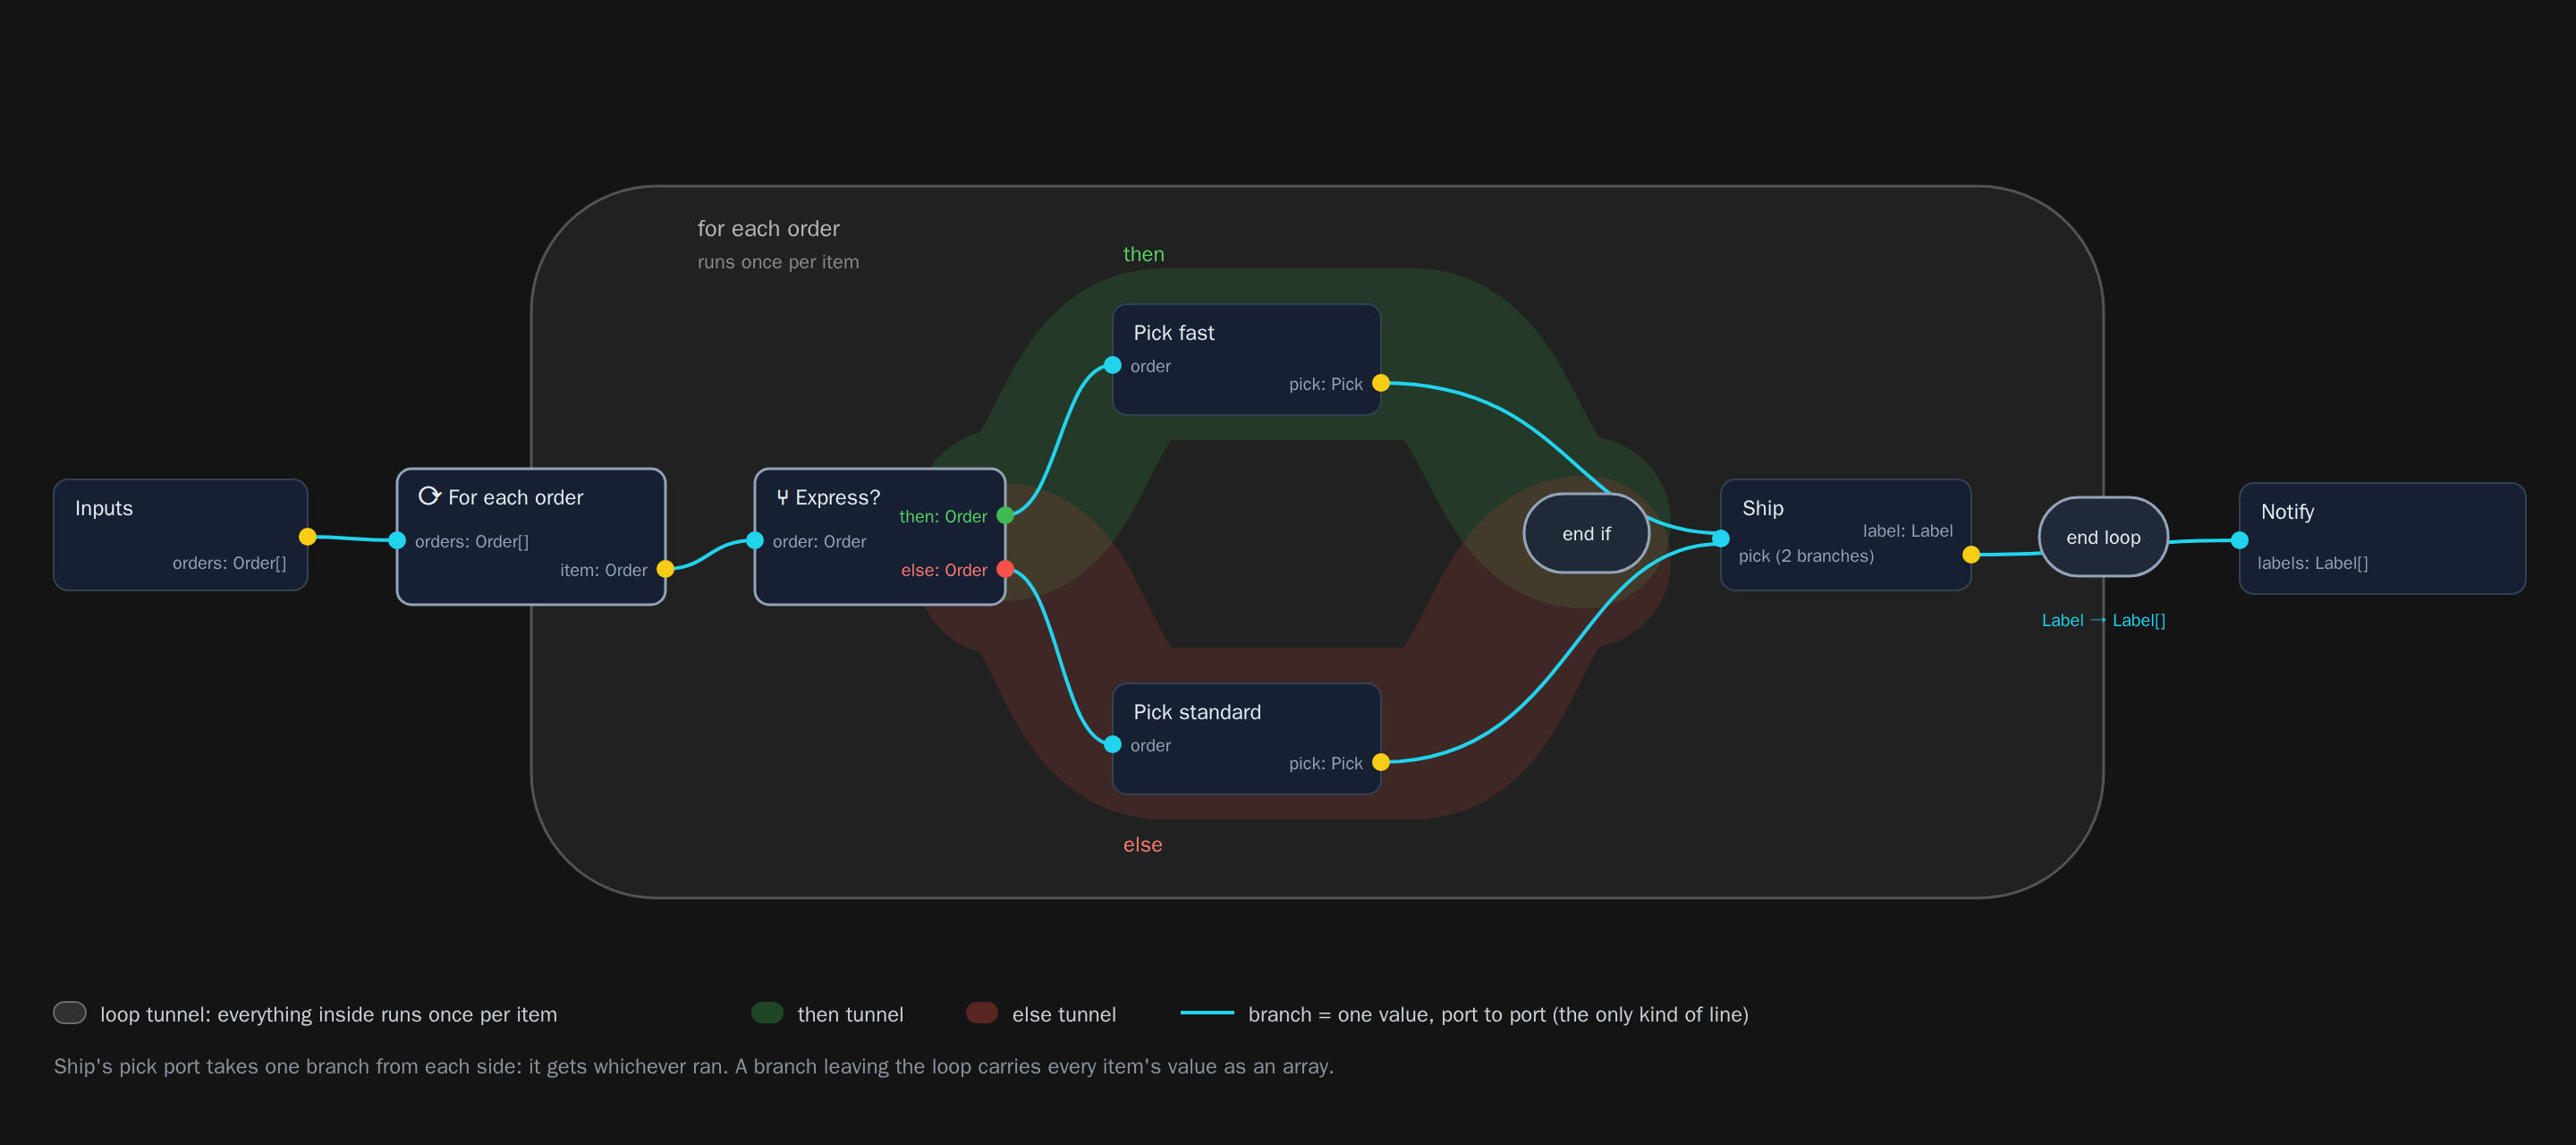 for each order
runs once per item
then
Pick fast
order
pick: Pick
Inputs
orders: Order[]
⟳ For each order
orders: Order[]
item: Order
⑂ Express?
then: Order
order: Order
else: Order
end if
Ship
label: Label
pick (2 branches)
end loop
Label → Label[]
Notify
labels: Label[]
Pick standard
order
pick: Pick
else
loop tunnel: everything inside runs once per item
then tunnel
else tunnel
branch = one value, port to port (the only kind of line)
Ship's pick port takes one branch from each side: it gets whichever ran. A branch leaving the loop carries every item's value as an array.